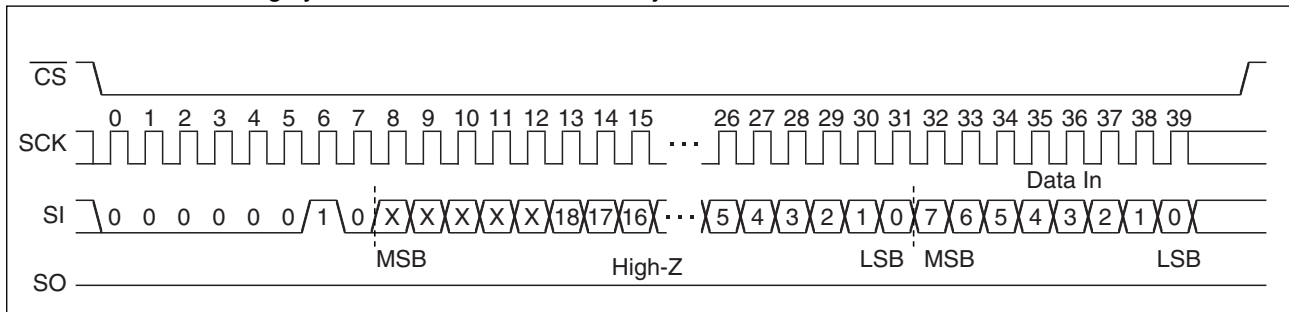 CS
0 1 2 3 4 5 6 7 8 9 10 11 12 13 14 15 26 27 28 29 30 31 32 33 34 35 36 37 38 39
SCK ···
Data In
SI 0 0 0 0 0 0 1 0 X X X X X 18 17 16 ··· 5 4 3 2 1 0 7 6 5 4 3 2 1 0
MSB High-Z LSB MSB LSB
SO